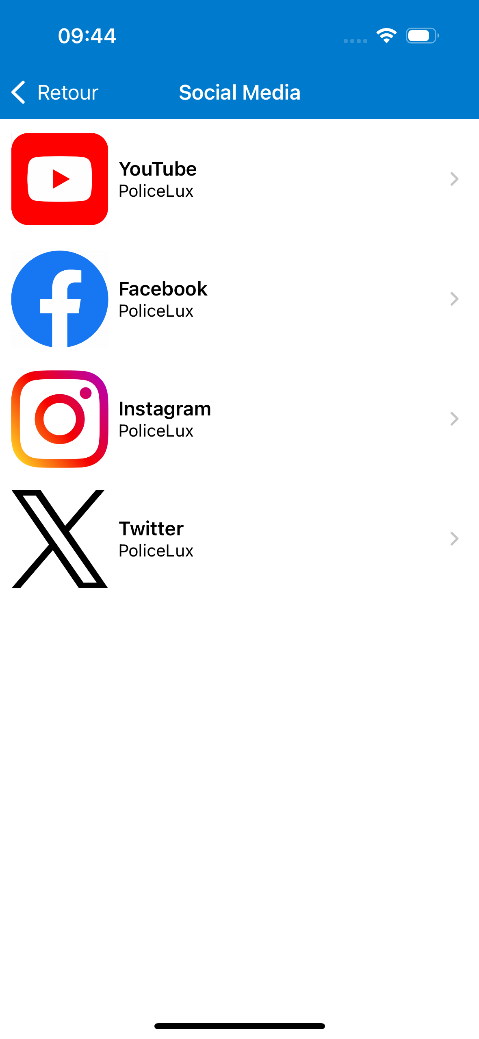 09:44
Retour
Social Media
YouTube
PoliceLux
Facebook
PoliceLux
Instagram
PoliceLux
Twitter
PoliceLux